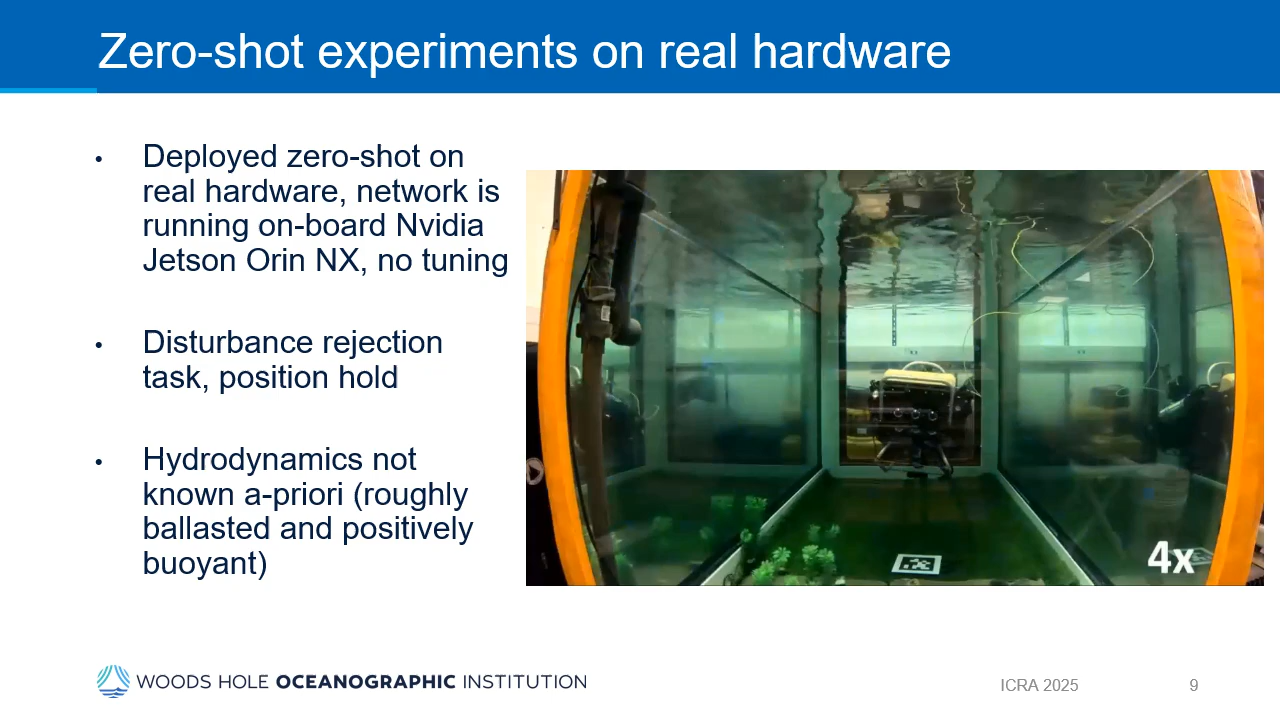 Zero-shot experiments on real hardware
• Deployed zero-shot on
real hardware, network is
running on-board Nvidia
Jetson Orin NX, no tuning
• Disturbance rejection
task, position hold
• Hydrodynamics not
known a-priori (roughly
ballasted and positively
buoyant)
4x
WOODS HOLE OCEANOGRAPHIC INSTITUTION
ICRA 2025
9